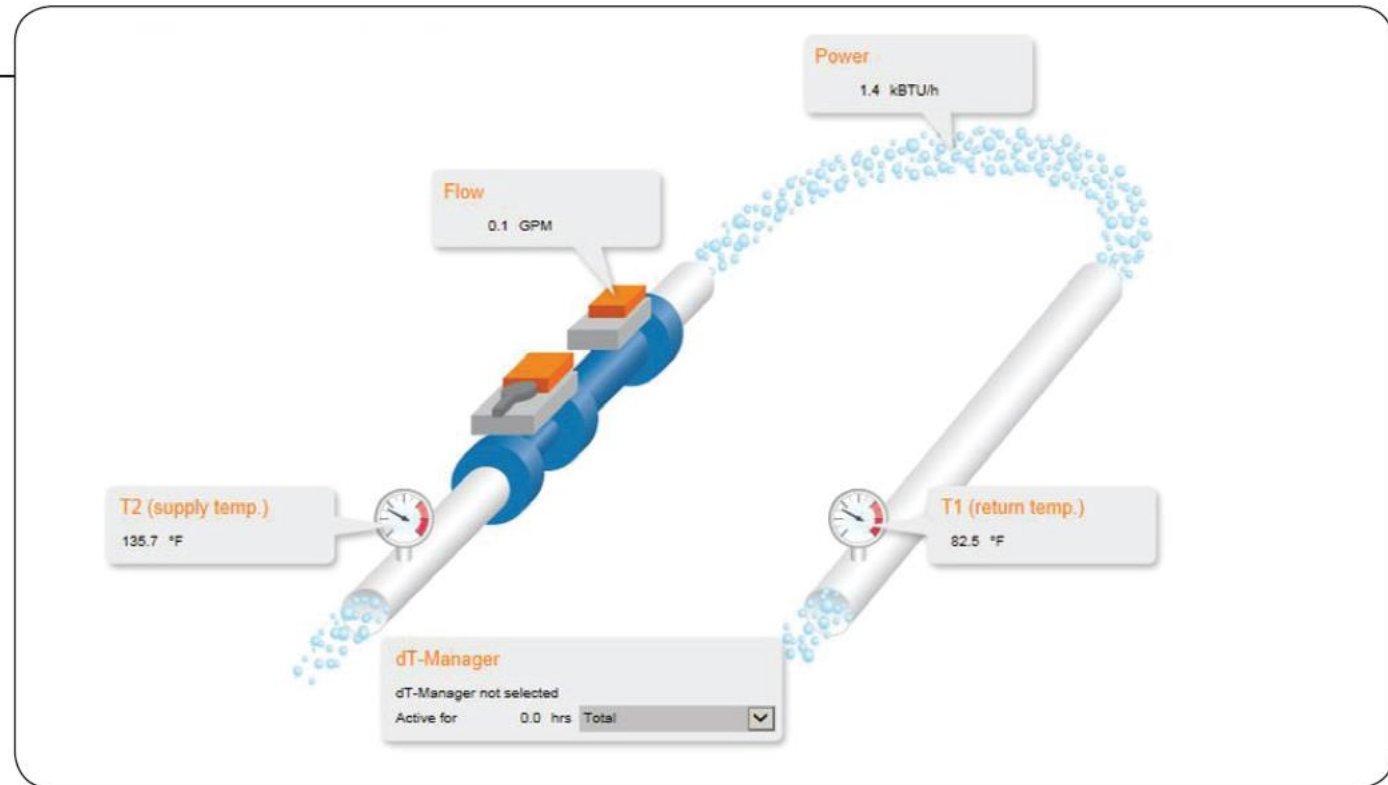 Power
1.4 kBTU/h
Flow
0.1 GPM
T2 (supply temp.)
135.7 °F
T1 (return temp.)
82.5 °F
dT-Manager
dT-Manager not selected
Active for 0.0 hrs Total